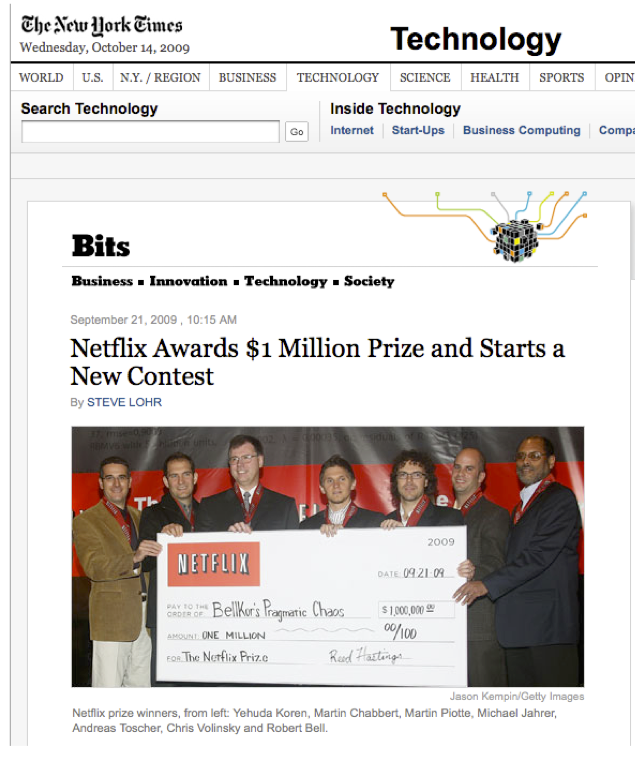 The New York Times
Wednesday, October 14, 2009
Technology
WORLD U.S. N.Y. / REGION BUSINESS TECHNOLOGY SCIENCE HEALTH SPORTS OPIN
Search Technology
Go
Inside Technology
Internet Start-Ups Business Computing Compa
Bits
Business ■ Innovation ■ Technology ■ Society
September 21, 2009 , 10:15 AM
Netflix Awards $1 Million Prize and Starts a
New Contest
By STEVE LOHR
2009
NETFLIX
DATE 09.21.09
PAY TO THE
ORDER OF BellKor's Pragmatic Chaos $1,000,000 00
AMOUNT ONE MILLION 00/100
FOR The Netflix Prize Reed Hastings
Jason Kempin/Getty Images
Netflix prize winners, from left: Yehuda Koren, Martin Chabbert, Martin Piotte, Michael Jahrer,
Andreas Toscher, Chris Volinsky and Robert Bell.